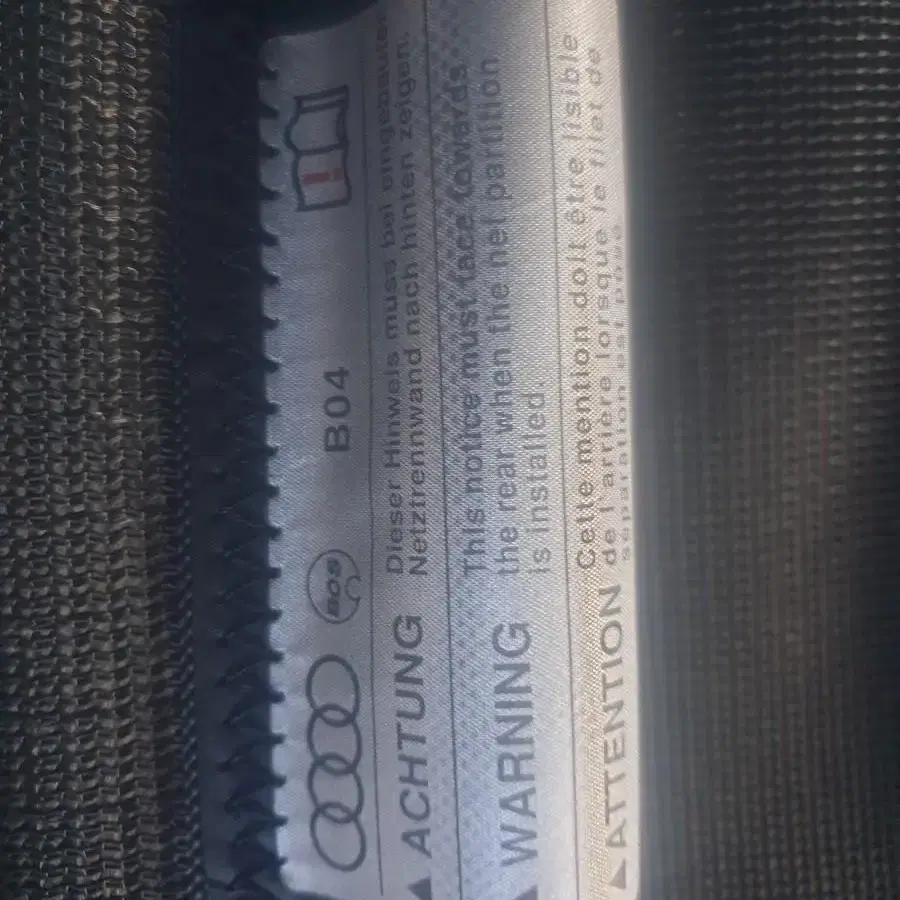 BOS B04
ACHTUNG
Dieser Hinweis muss bei eingebauter
Netztrennwand nach hinten zeigen.
WARNING
This notice must face towards
the rear when the net partition
is installed.
ATTENTION
Cette mention doit être lisible
de l'arrière lorsque le filet de
séparation est posé